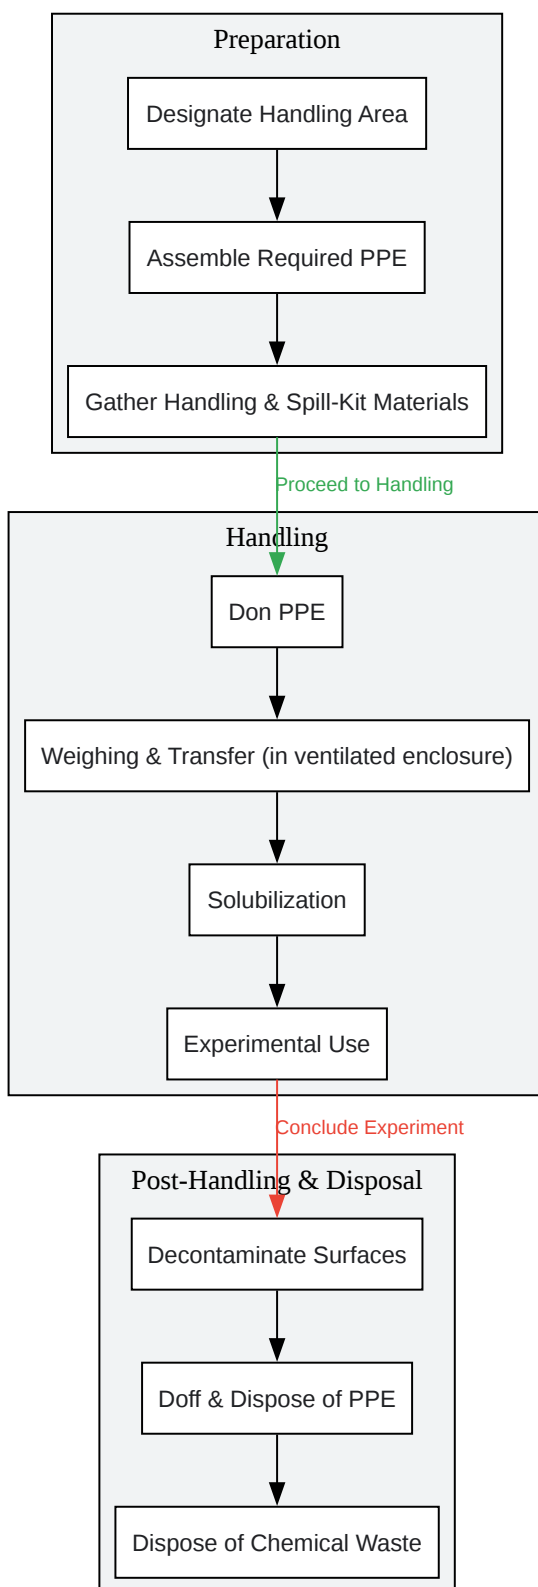 Preparation
Designate Handling Area
Assemble Required PPE
Gather Handling & Spill-Kit Materials
Proceed to Handling
Handling
Don PPE
Weighing & Transfer (in ventilated enclosure)
Solubilization
Experimental Use
Conclude Experiment
Post-Handling & Disposal
Decontaminate Surfaces
Doff & Dispose of PPE
Dispose of Chemical Waste